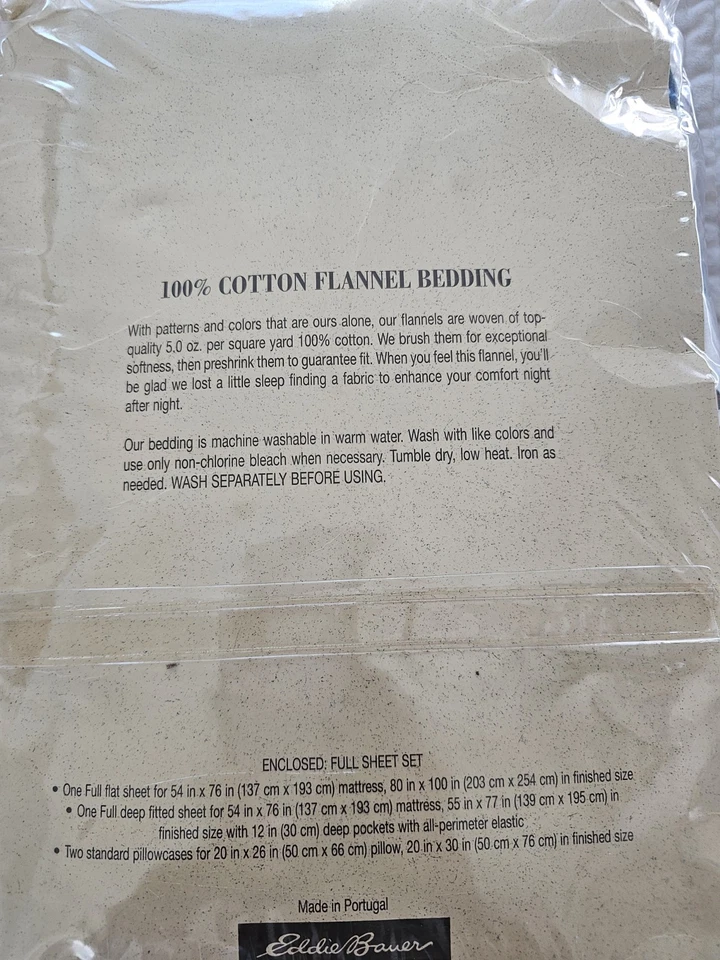 100% COTTON FLANNEL BEDDING
With patterns and colors that are ours alone, our flannels are woven of top-
quality 5.0 oz. per square yard 100% cotton. We brush them for exceptional
softness, then preshrink them to guarantee fit. When you feel this flannel, you'll
be glad we lost a little sleep finding a fabric to enhance your comfort night
after night.
Our bedding is machine washable in warm water. Wash with like colors and
use only non-chlorine bleach when necessary. Tumble dry, low heat. Iron as
needed. WASH SEPARATELY BEFORE USING.
ENCLOSED: FULL SHEET SET
• One Full flat sheet for 54 in x 76 in (137 cm x 193 cm) mattress, 80 in x 100 in (203 cm x 254 cm) in finished size
• One Full deep fitted sheet for 54 in x 76 in (137 cm x 193 cm) mattress, 55 in x 77 in (139 cm x 195 cm) in
finished size with 12 in (30 cm) deep pockets with all-perimeter elastic
• Two standard pillowcases for 20 in x 26 in (50 cm x 66 cm) pillow, 20 in x 30 in (50 cm x 76 cm) in finished size
Made in Portugal
Eddie Bauer